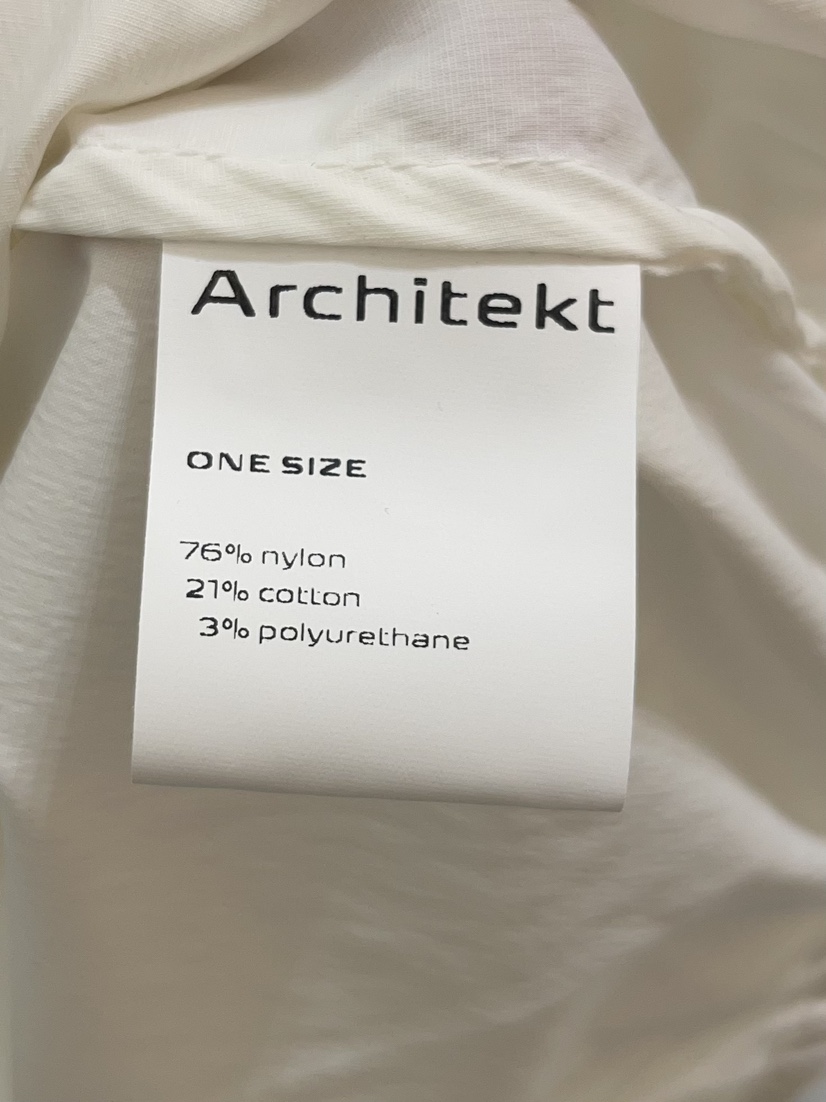 Architekt
ONE SIZE
76% nylon
21% cotton
3% polyurethane